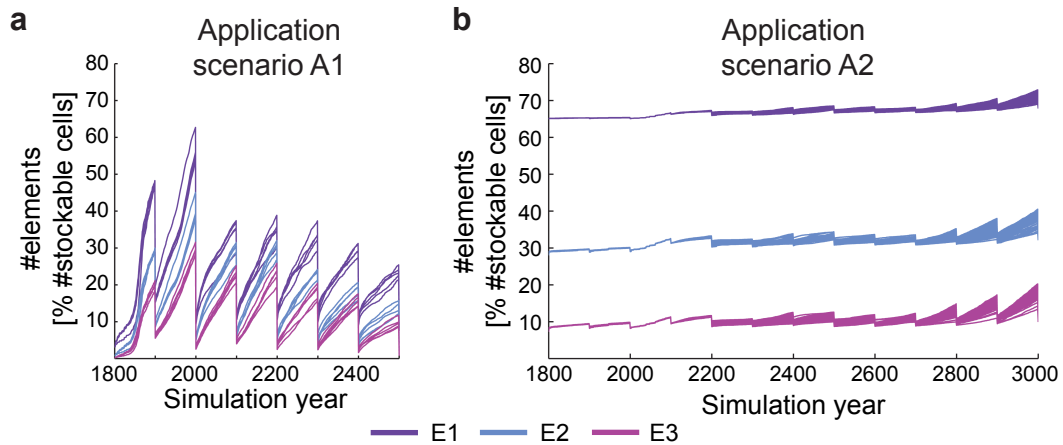 a
Application
scenario A1
#elements
[% #stockable cells]
80
70
60
50
40
30
20
10
1800
2000
2200
2400
Simulation year
b
Application
scenario A2
#elements
[% #stockable cells]
80
70
60
50
40
30
20
10
1800
2000
2200
2400
2600
2800
3000
Simulation year
E1
E2
E3